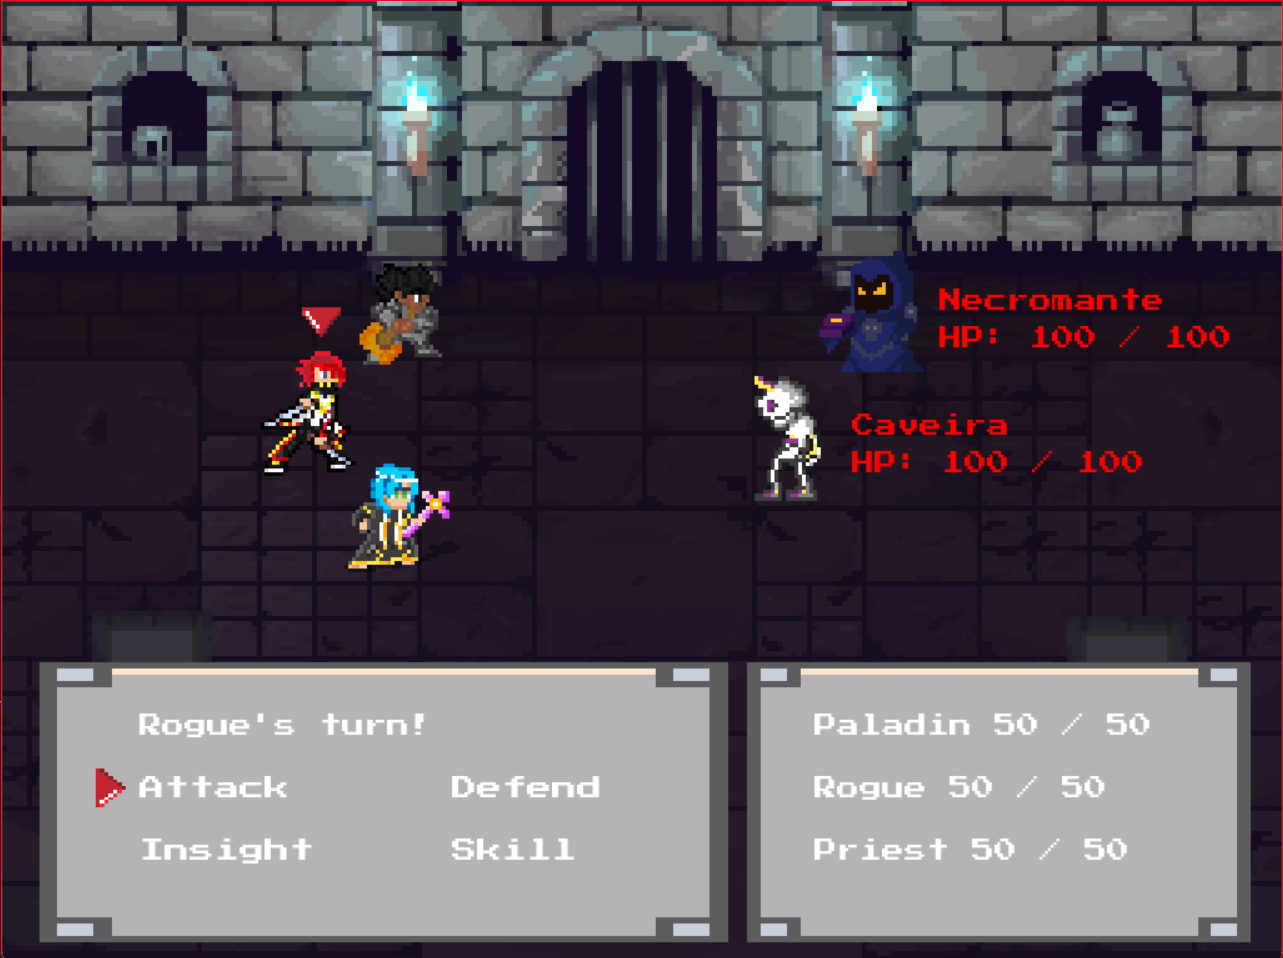 Necromante
HP: 100 / 100
Caveira
HP: 100 / 100
Rogue's turn!
Attack Defend
Insight Skill
Paladin 50 / 50
Rogue 50 / 50
Priest 50 / 50